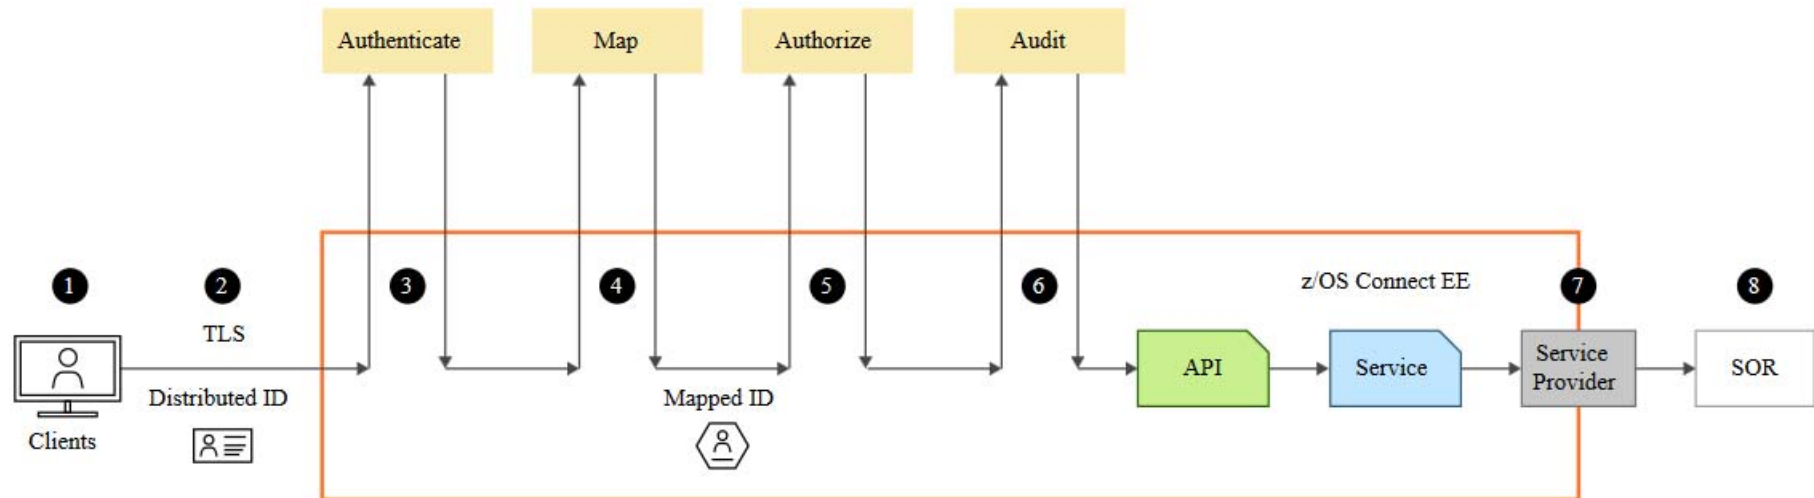 Authenticate
Map
Authorize
Audit
1
2
3
4
5
6
z/OS Connect EE
7
8
TLS
API
Service
Service
Provider
SOR
Distributed ID
Mapped ID
Clients